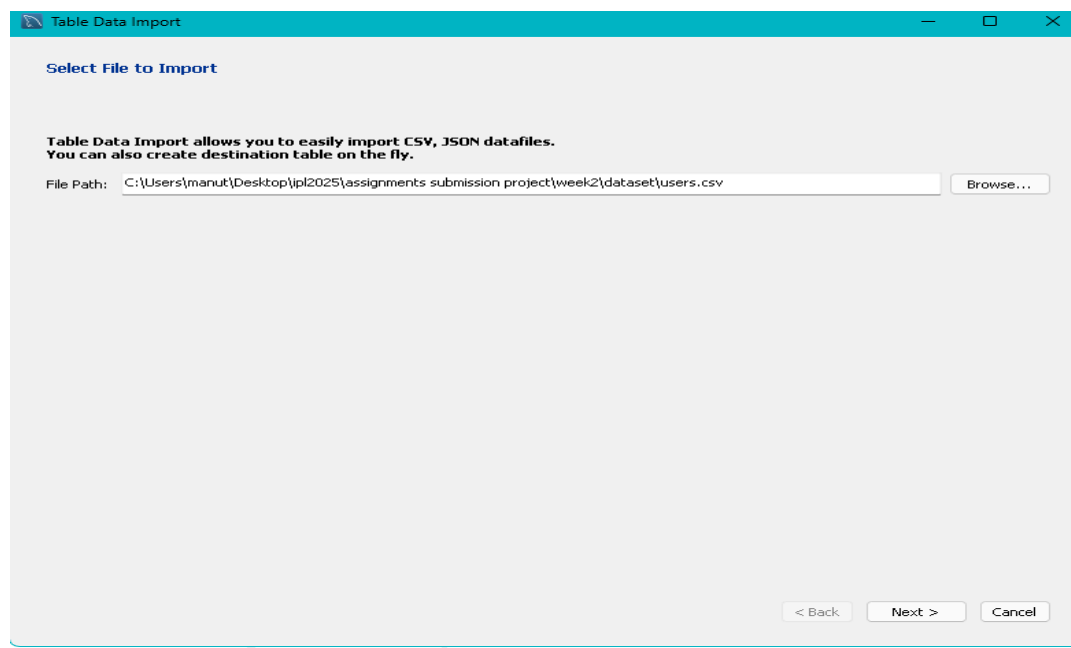 Table Data Import
Select File to Import
Table Data Import allows you to easily import CSV, JSON datafiles.
You can also create destination table on the fly.
File Path: C:\Users\manut\Desktop\ipl2025\assignments submission project\week2\dataset\users.csv Browse...
< Back Next > Cancel